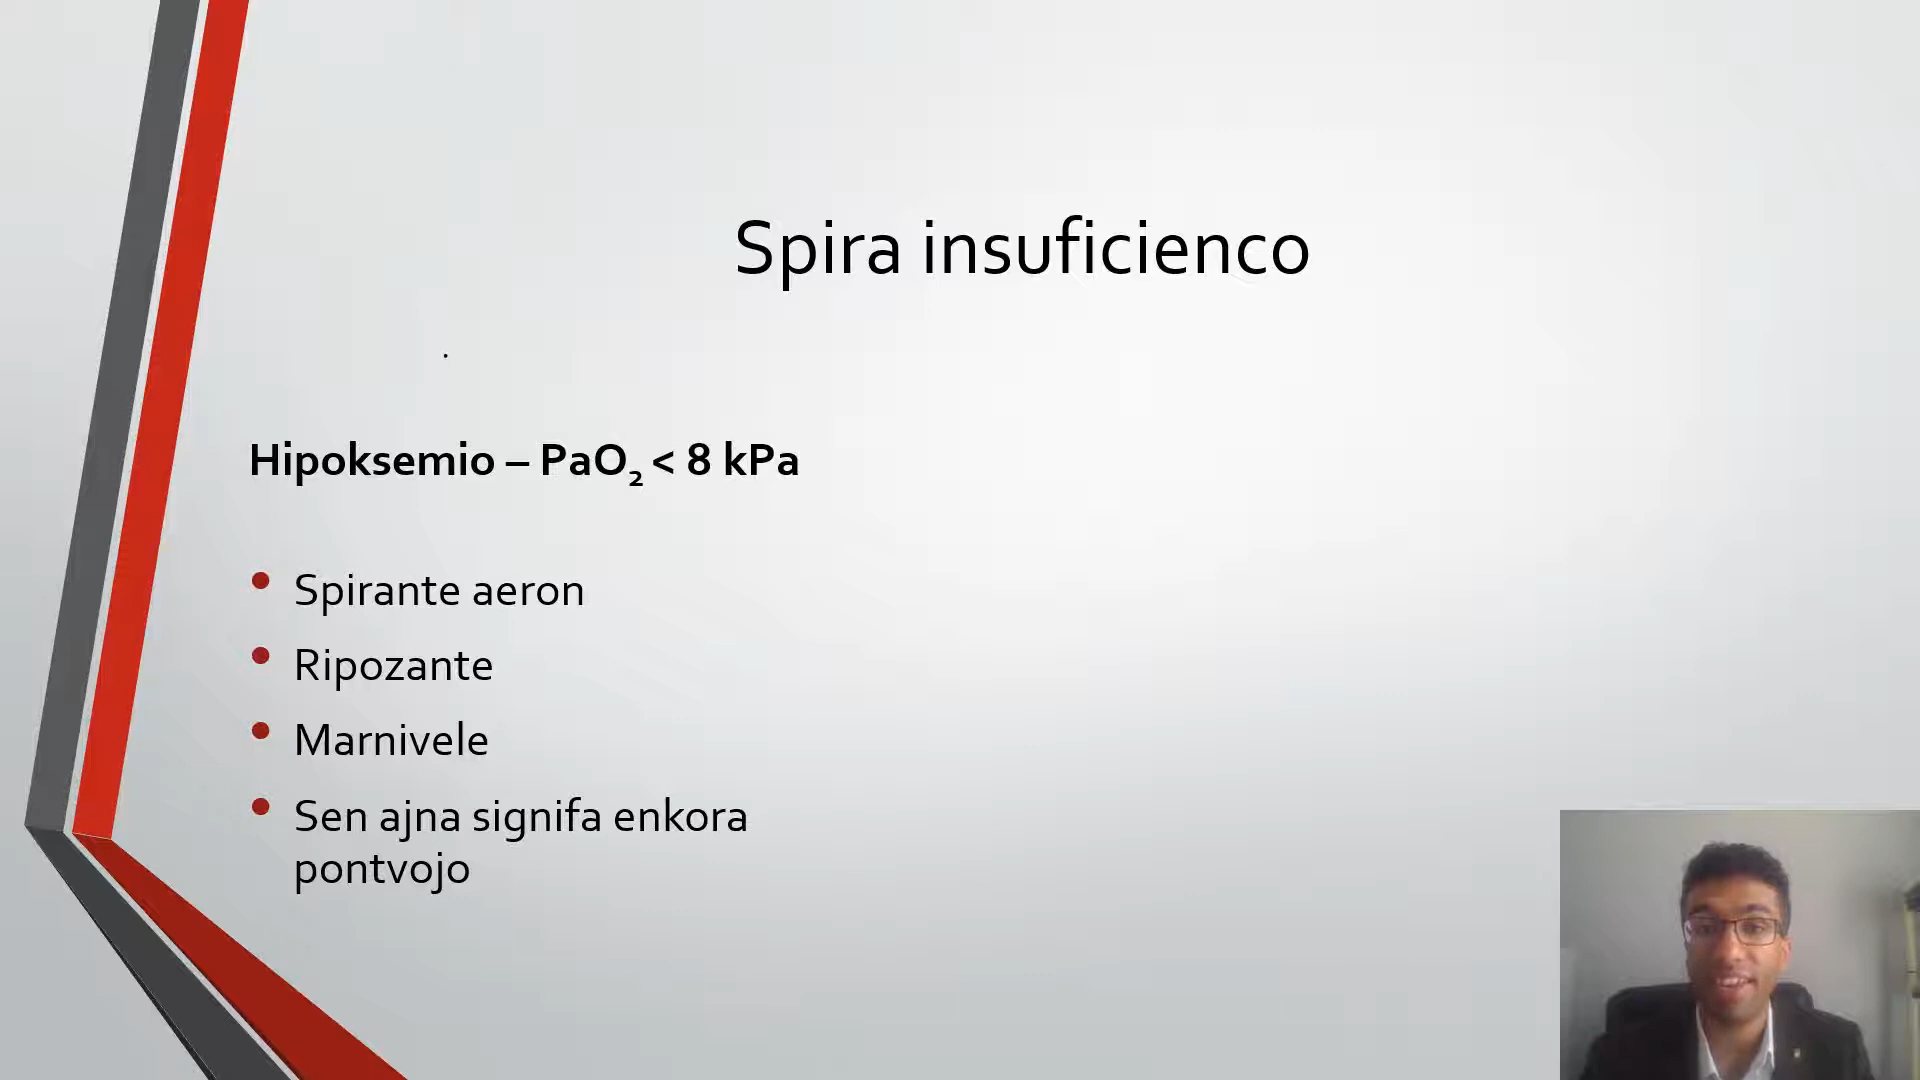 Spira insuficienco
Hipoksemio – PaO₂ < 8 kPa
• Spirante aeron
• Ripozante
• Marnivele
• Sen ajna signifa enkora
pontvojo